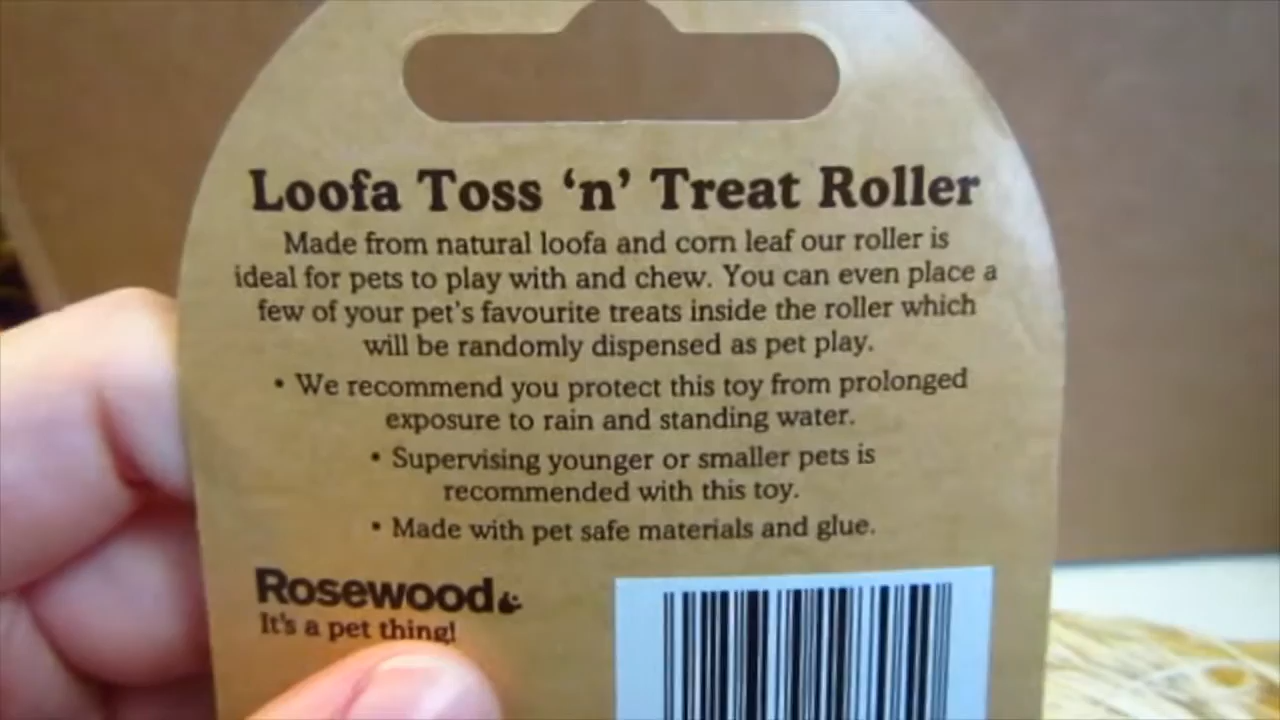 Loofa Toss ‘n’ Treat Roller
Made from natural loofa and corn leaf our roller is
ideal for pets to play with and chew. You can even place a
few of your pet's favourite treats inside the roller which
will be randomly dispensed as pet play.
• We recommend you protect this toy from prolonged
exposure to rain and standing water.
• Supervising younger or smaller pets is
recommended with this toy.
• Made with pet safe materials and glue.
Rosewood
It's a pet thing!